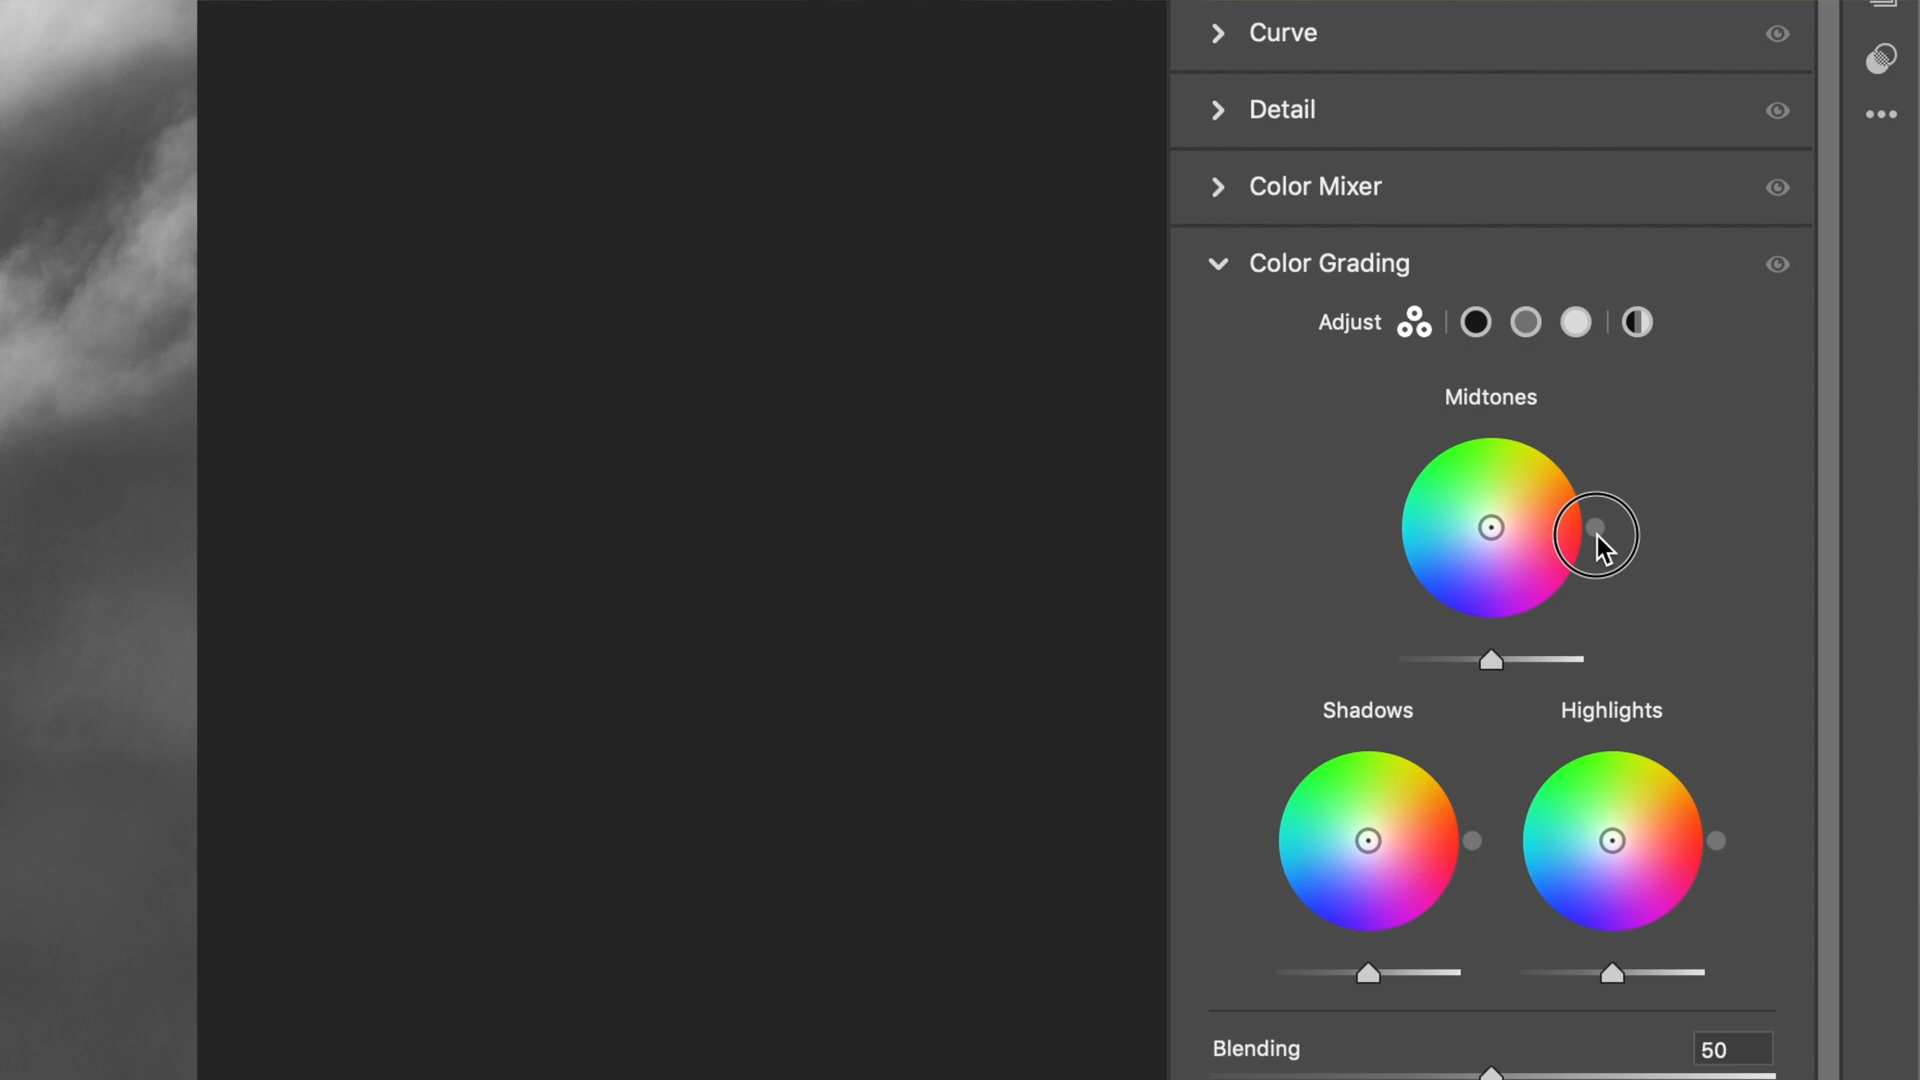 Curve
Detail
Color Mixer
Color Grading
Adjust
Midtones
Shadows Highlights
Blending 50